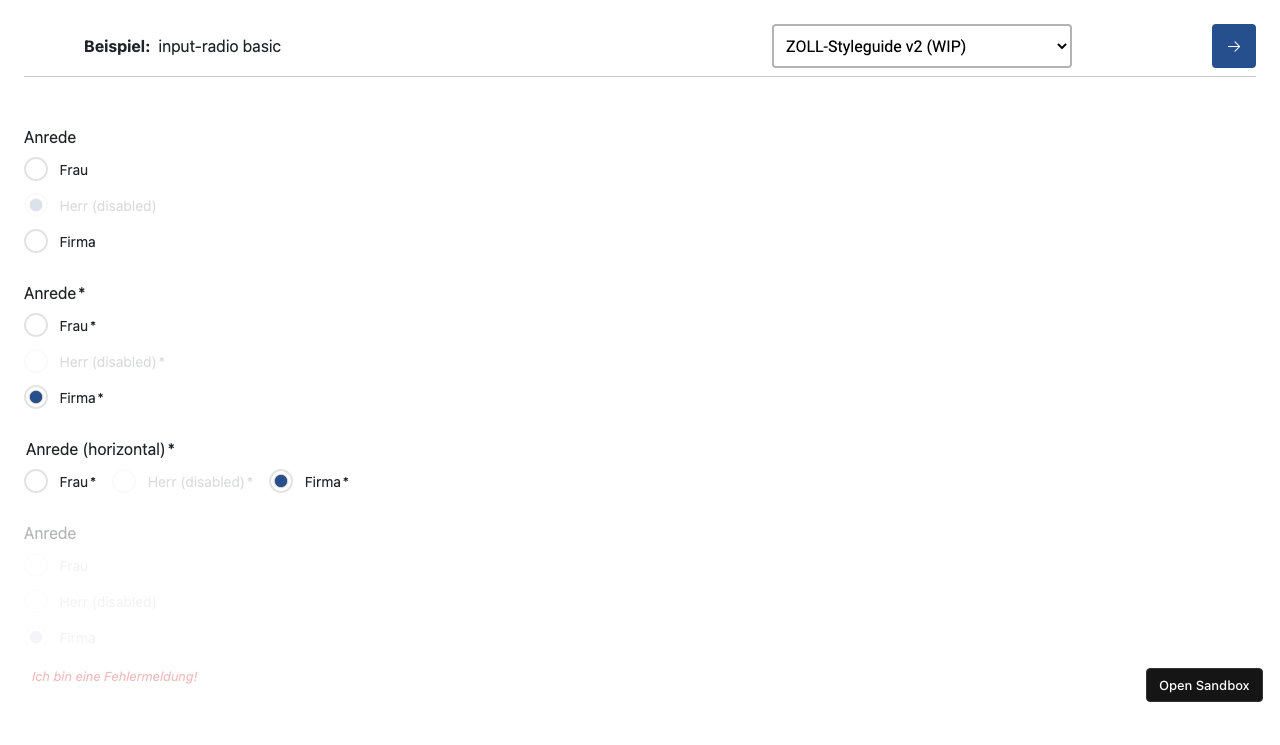 Beispiel: input-radio basic
ZOLL-Styleguide v2 (WIP)
Anrede
Frau
Herr (disabled)
Firma
Anrede*
Frau*
Herr (disabled)*
Firma*
Anrede (horizontal)*
Frau* Herr (disabled)* Firma*
Anrede
Frau
Herr (disabled)
Firma
Ich bin eine Fehlermeldung!
Open Sandbox